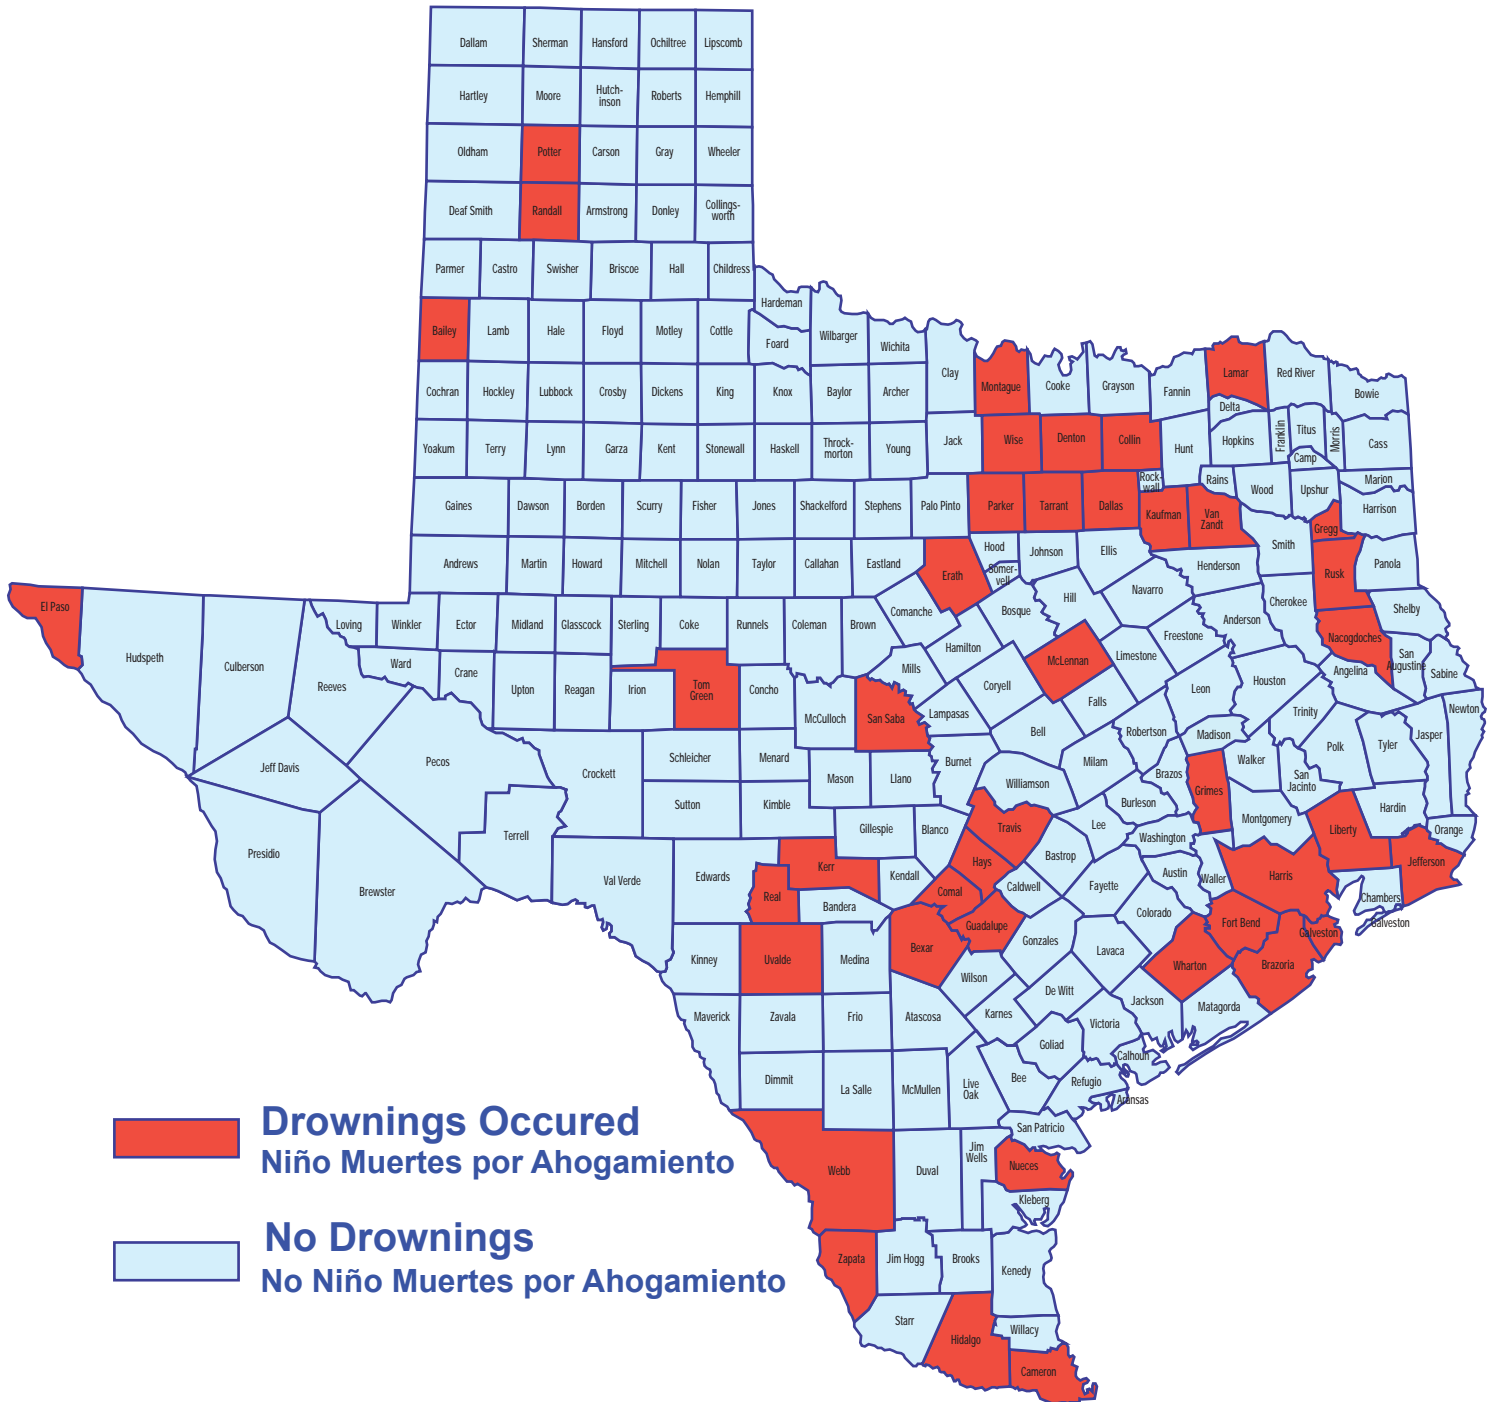 Dallam Sherman Hansford Ochiltree Lipscomb
Hartley Moore Hutch-
inson Roberts Hemphill
Oldham Potter Carson Gray Wheeler
Deaf Smith Randall Armstrong Donley Collings-
worth
Parmer Castro Swisher Briscoe Hall Childress
Hardeman
Bailey Lamb Hale Floyd Motley Cottle Foard Wilbarger Wichita
Clay Montague Cooke Grayson Fannin Lamar Red River Bowie
Delta
Cochran Hockley Lubbock Crosby Dickens King Knox Baylor Archer
Yoakum Terry Lynn Garza Kent Stonewall Haskell Throck-
morton Young Jack Wise Denton Collin Hunt Hopkins Franklin Titus Morris Cass
Camp
Rock-
wall Rains Wood Upshur Marion
Harrison
Gaines Dawson Borden Scurry Fisher Jones Shackelford Stephens Palo Pinto Parker Tarrant Dallas Kaufman Van
Zandt Gregg
Smith
Andrews Martin Howard Mitchell Nolan Taylor Callahan Eastland Erath Hood Johnson Ellis Henderson Rusk Panola
Somer-
vell
El Paso Hudspeth Culberson Reeves Loving Winkler Ector Midland Glasscock Sterling Coke Runnels Coleman Brown Comanche Bosque Hill Navarro Anderson Cherokee Shelby
Hamilton Freestone Nacogdoches
Ward Crane Upton Reagan Irion Tom
Green Concho Mills McLennan Limestone San
Augustine Sabine
Angelina
McCulloch San Saba Lampasas Coryell Falls Leon Houston Newton
Jeff Davis Pecos Crockett Schleicher Menard Bell Robertson Madison Trinity Polk Tyler Jasper
Mason Llano Burnet Milam Brazos Walker San
Jacinto
Sutton Kimble Williamson Burleson Grimes Montgomery Liberty Hardin Orange
Presidio Brewster Terrell Gillespie Blanco Travis Lee Washington
Val Verde Edwards Kerr Kendall Hays Bastrop Austin Waller Harris Jefferson
Real Bandera Comal Caldwell Fayette Colorado Chambers
Galveston
Guadalupe Fort Bend Galveston
Kinney Uvalde Medina Bexar Gonzales Lavaca Wharton Brazoria
Wilson
De Witt Jackson Matagorda
Maverick Zavala Frio Atascosa Karnes Victoria
Goliad Calhoun
Dimmit La Salle McMullen Live
Oak Bee Refugio
Aransas
San Patricio
Webb Duval Jim
Wells Nueces
Kleberg
Zapata Jim Hogg Brooks Kenedy
Starr Hidalgo Willacy
Cameron
Drownings Occured
Niño Muertes por Ahogamiento
No Drownings
No Niño Muertes por Ahogamiento